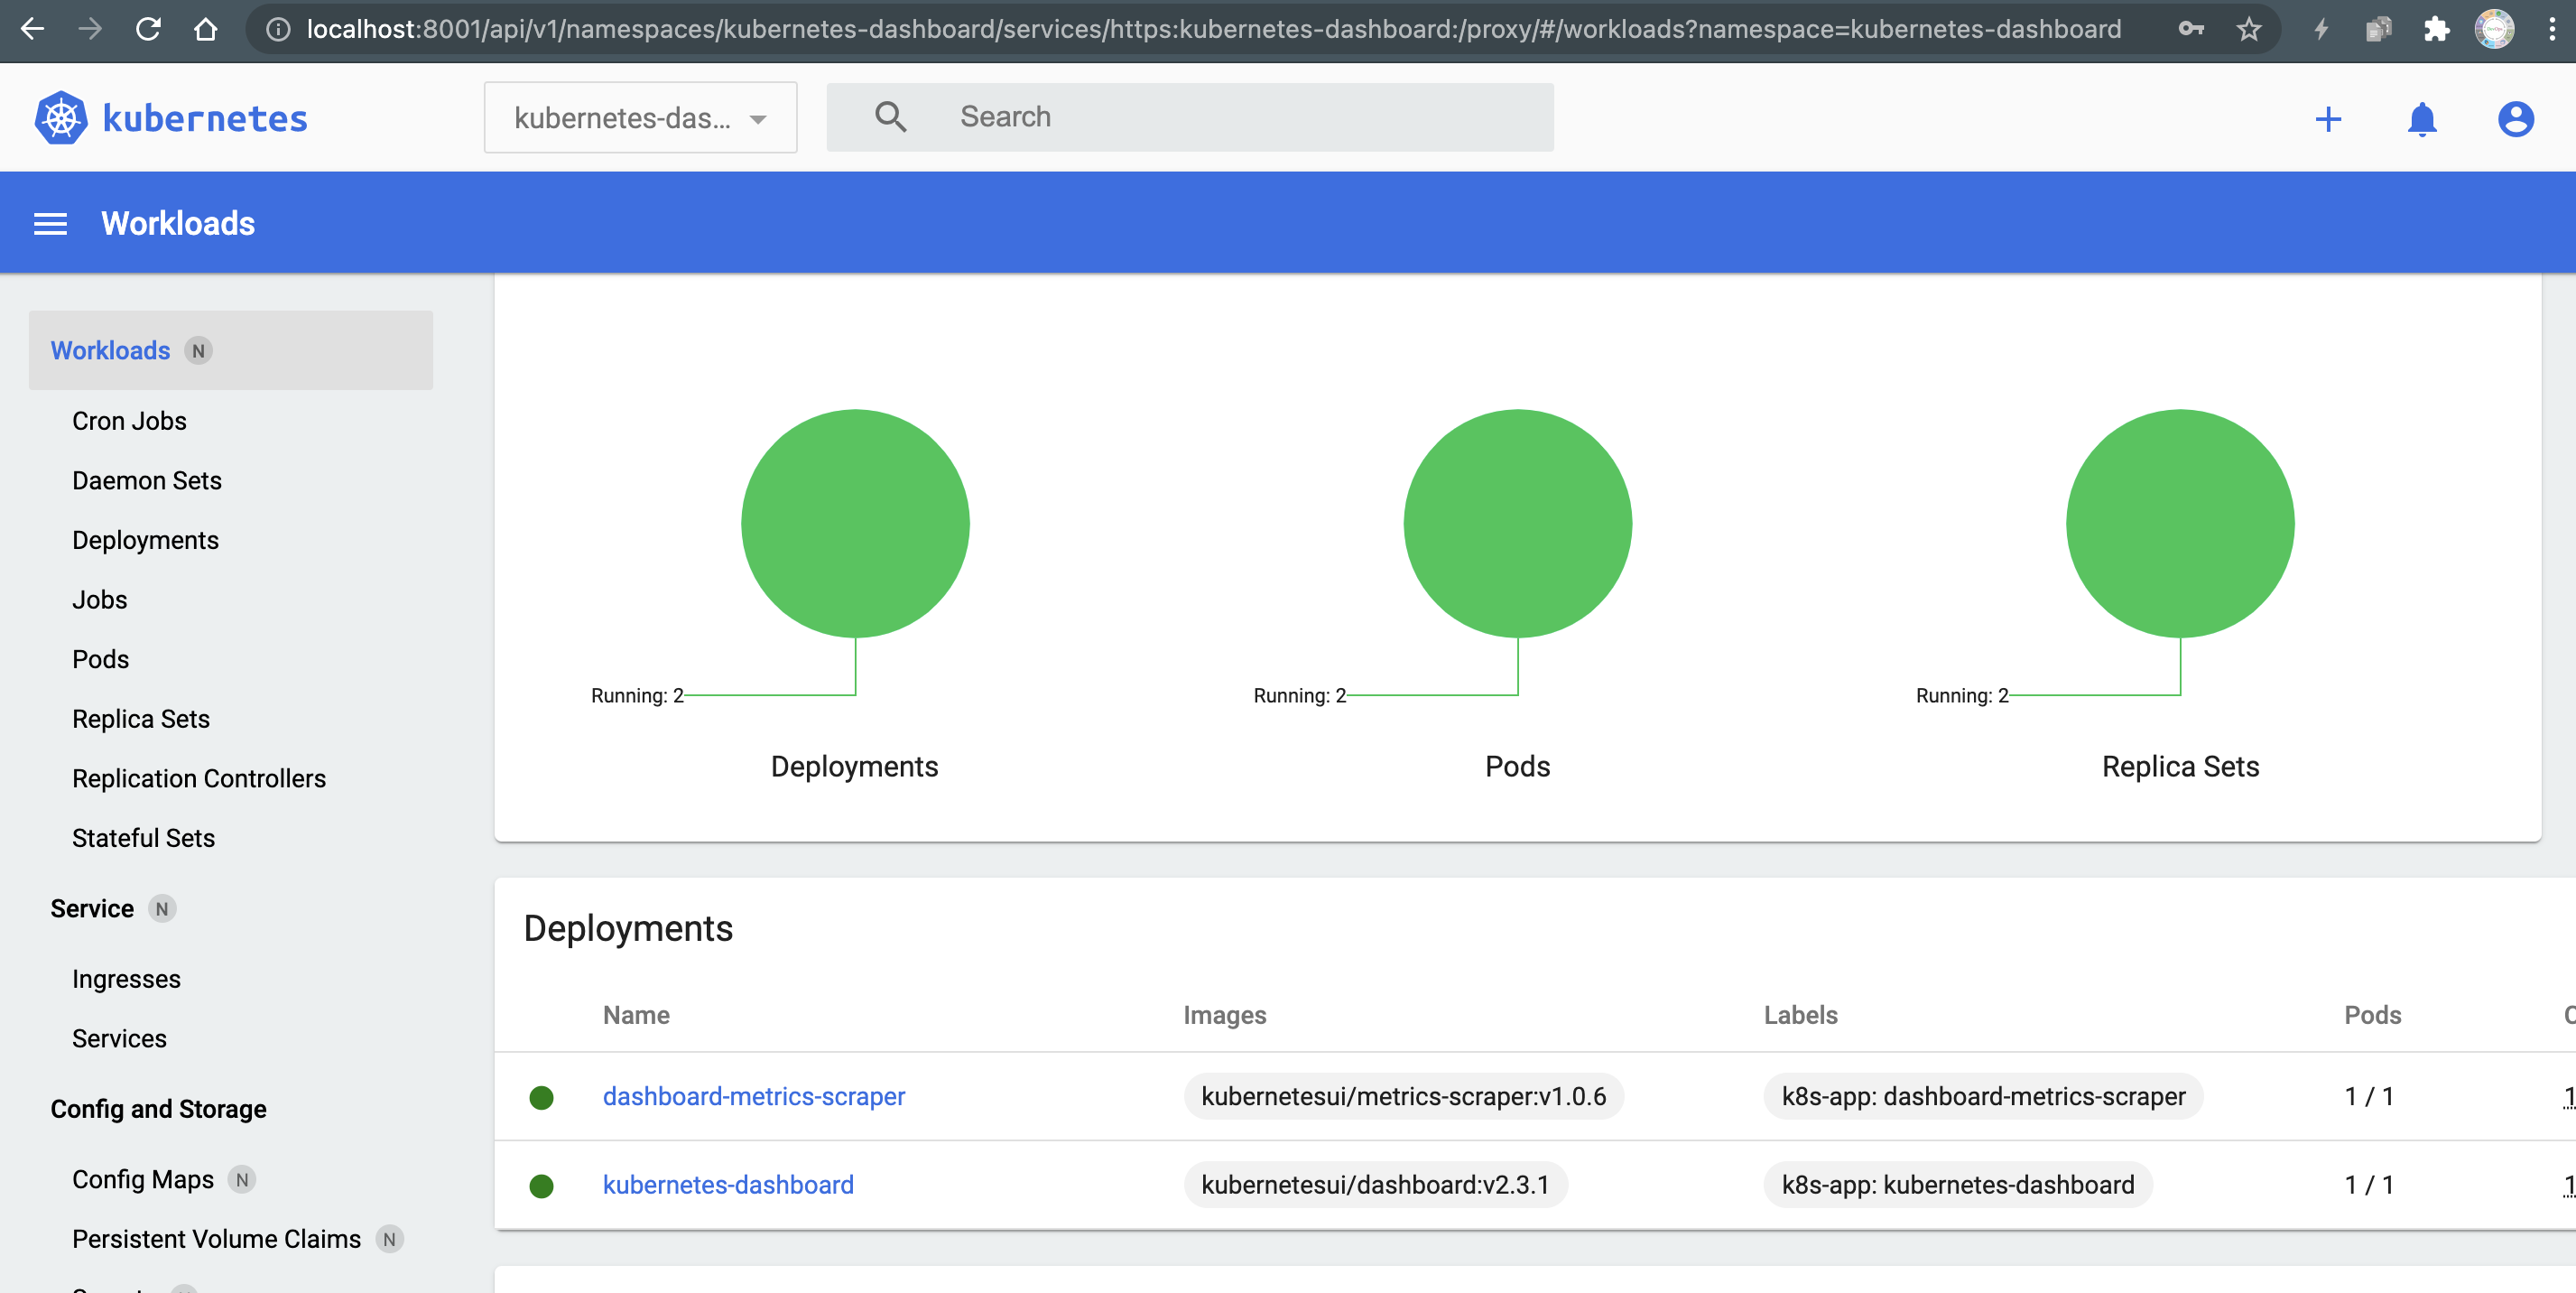 localhost:8001/api/v1/namespaces/kubernetes-dashboard/services/https:kubernetes-dashboard:/proxy/#/workloads?namespace=kubernetes-dashboard
kubernetes
kubernetes-das...
Search
Workloads
Workloads N
Cron Jobs
Daemon Sets
Deployments
Jobs
Pods
Replica Sets
Replication Controllers
Stateful Sets
Service N
Ingresses
Services
Config and Storage
Config Maps N
Persistent Volume Claims N
Running: 2
Deployments
Running: 2
Pods
Running: 2
Replica Sets
Deployments
Name Images Labels Pods
dashboard-metrics-scraper kubernetesui/metrics-scraper:v1.0.6 k8s-app: dashboard-metrics-scraper 1 / 1
kubernetes-dashboard kubernetesui/dashboard:v2.3.1 k8s-app: kubernetes-dashboard 1 / 1